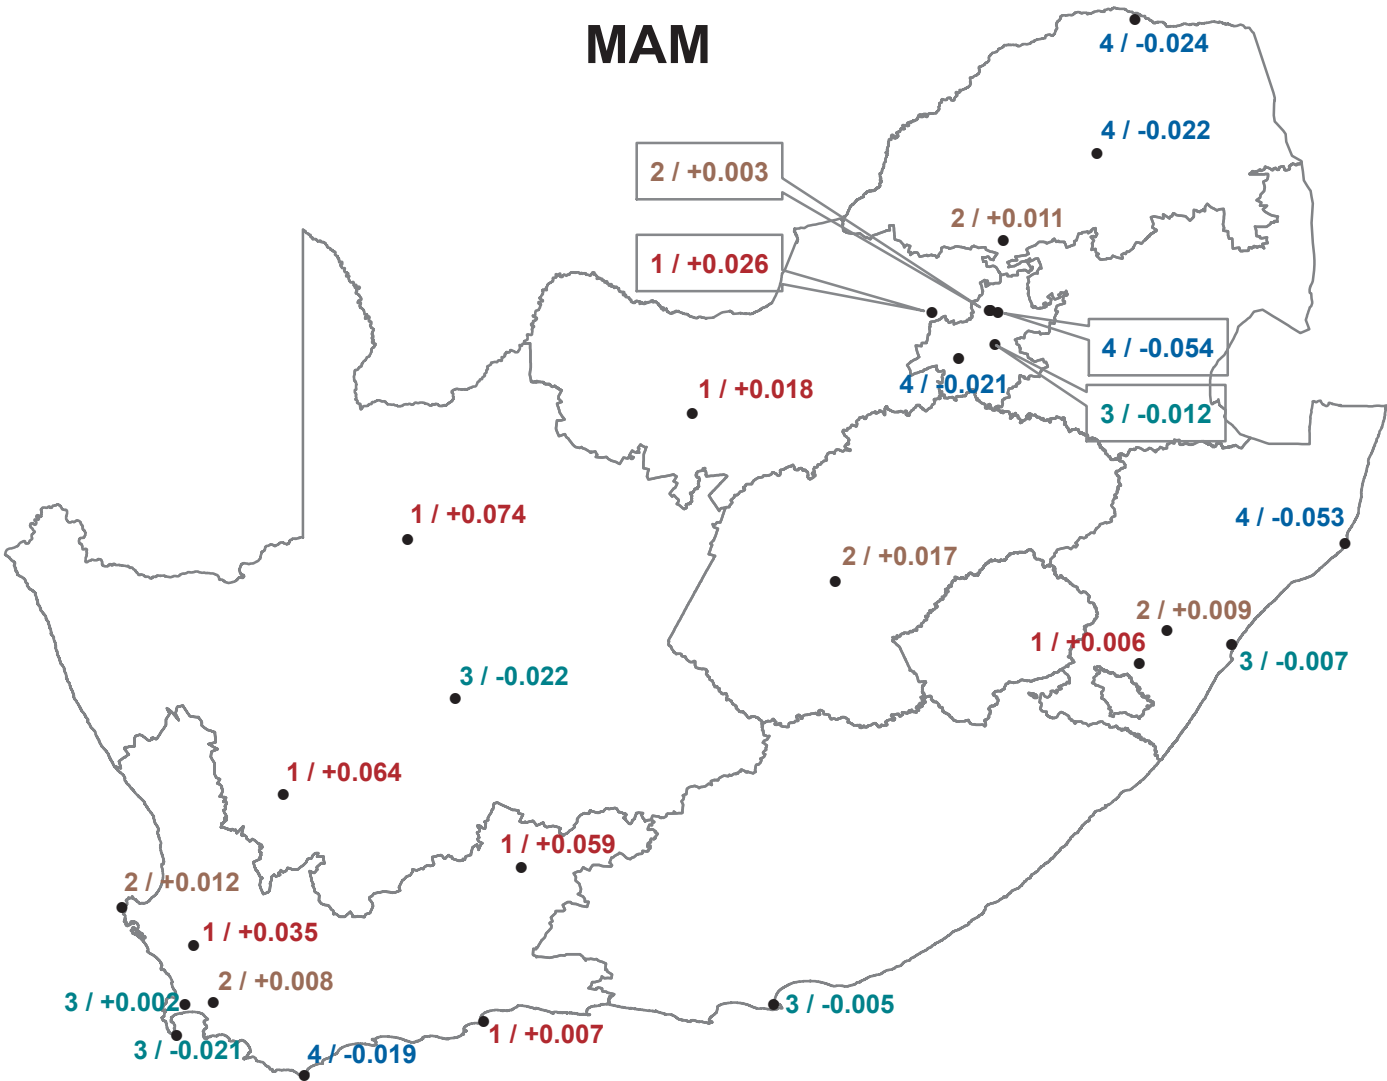 MAM
4 / -0.024
4 / -0.022
2 / +0.003
2 / +0.011
1 / +0.026
4 / -0.054
4 / -0.021
1 / +0.018
3 / -0.012
1 / +0.074
4 / -0.053
2 / +0.017
2 / +0.009
1 / +0.006
3 / -0.007
3 / -0.022
1 / +0.064
1 / +0.059
2 / +0.012
1 / +0.035
2 / +0.008
3 / +0.002
3 / -0.005
1 / +0.007
3 / -0.021
4 / -0.019